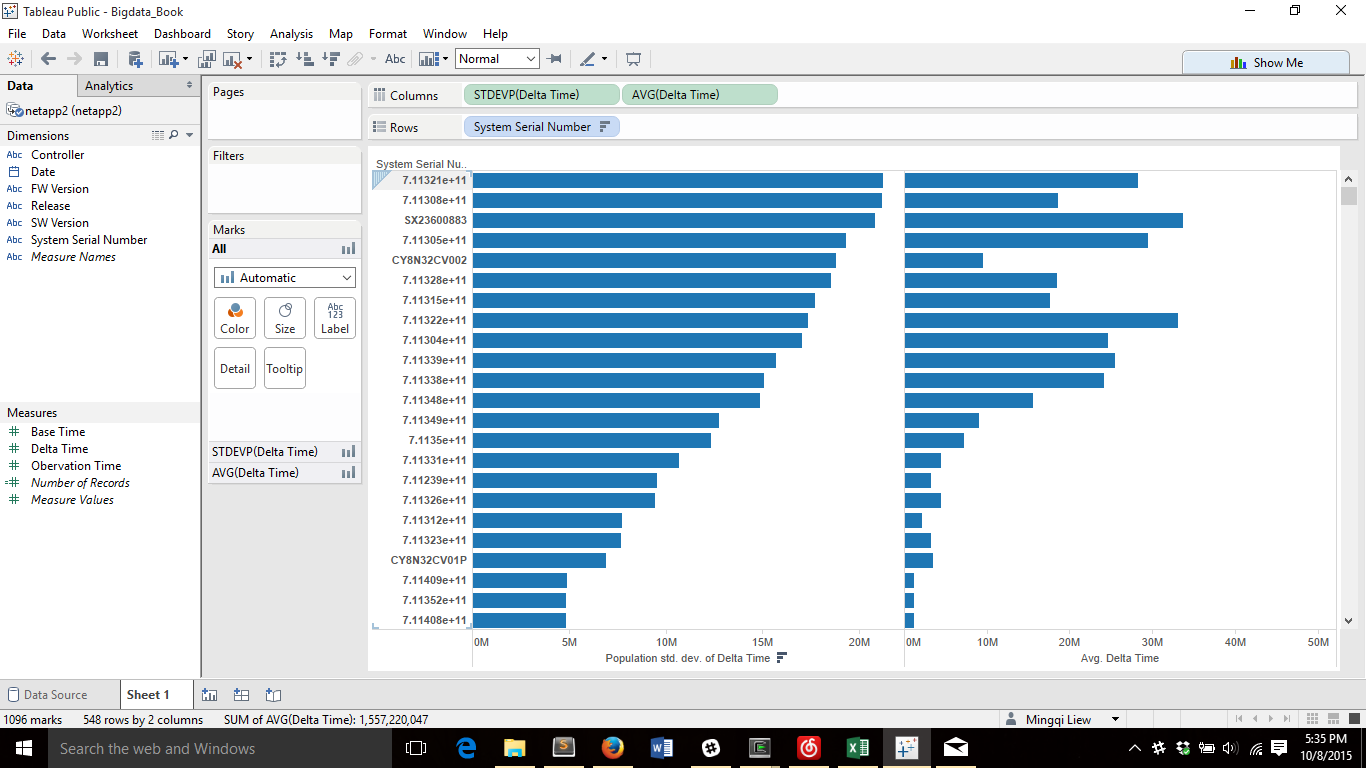 Tableau Public - Bigdata_Book
File Data Worksheet Dashboard Story Analysis Map Format Window Help
Abc Normal Show Me
Data Analytics
netapp2 (netapp2)
Dimensions
Abc Controller
Date
Abc FW Version
Abc Release
Abc SW Version
Abc System Serial Number
Abc Measure Names
Measures
# Base Time
# Delta Time
# Obervation Time
# Number of Records
# Measure Values
Pages
Filters
Marks
All
Automatic
Abc
123
Color Size Label
Detail Tooltip
STDEVP(Delta Time)
AVG(Delta Time)
Columns STDEVP(Delta Time) AVG(Delta Time)
Rows System Serial Number
System Serial Nu..
7.11321e+11
7.11308e+11
SX23600883
7.11305e+11
CY8N32CV002
7.11328e+11
7.11315e+11
7.11322e+11
7.11304e+11
7.11339e+11
7.11338e+11
7.11348e+11
7.11349e+11
7.1135e+11
7.11331e+11
7.11239e+11
7.11326e+11
7.11312e+11
7.11323e+11
CY8N32CV01P
7.11409e+11
7.11352e+11
7.11408e+11
0M 5M 10M 15M 20M 0M 10M 20M 30M 40M 50M
Population std. dev. of Delta Time Avg. Delta Time
Data Source Sheet 1
1096 marks 548 rows by 2 columns SUM of AVG(Delta Time): 1,557,220,047 Mingqi Liew
Search the web and Windows
5:35 PM
10/8/2015